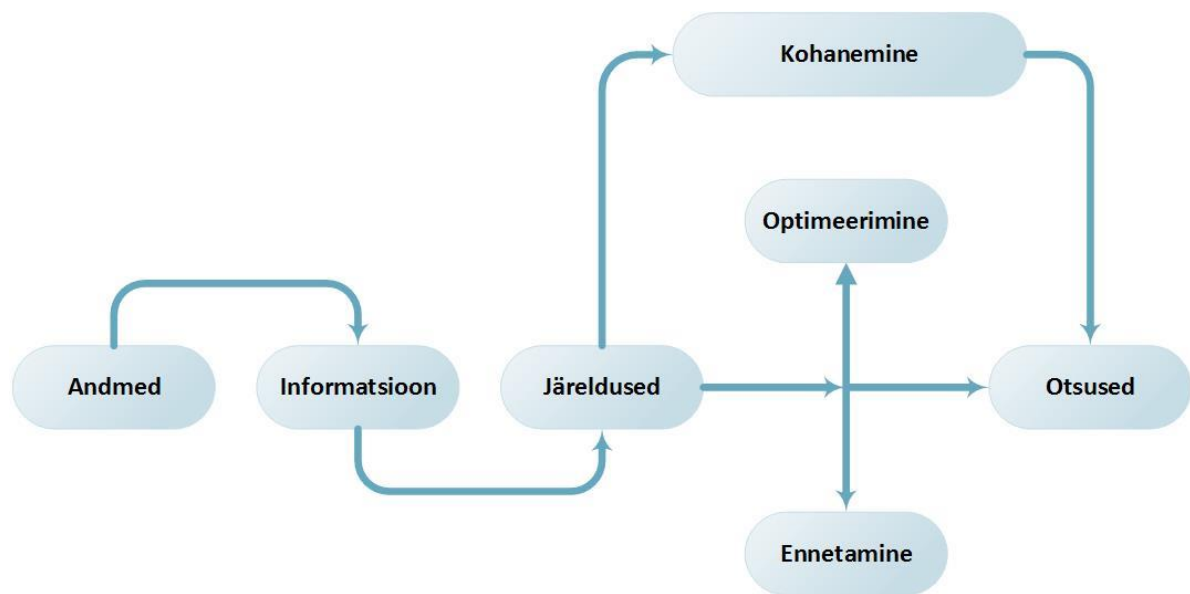 Kohanemine
Optimeerimine
Andmed
Informatsioon
Järeldused
Otsused
Ennetamine